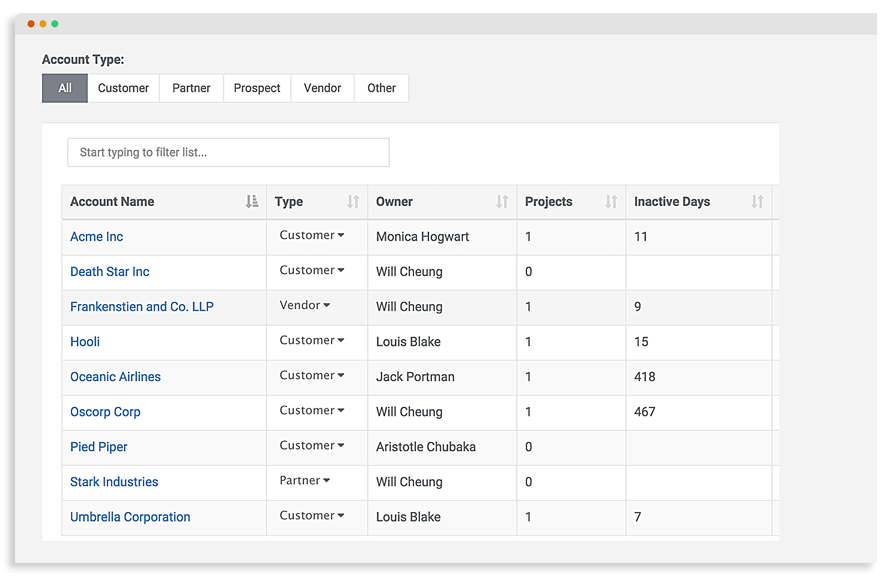 Account Type:
All Customer Partner Prospect Vendor Other
Start typing to filter list...
Account Name Type Owner Projects Inactive Days
Acme Inc Customer Monica Hogwart 1 11
Death Star Inc Customer Will Cheung 0
Frankenstien and Co. LLP Vendor Will Cheung 1 9
Hooli Customer Louis Blake 1 15
Oceanic Airlines Customer Jack Portman 1 418
Oscorp Corp Customer Will Cheung 1 467
Pied Piper Customer Aristotle Chubaka 0
Stark Industries Partner Will Cheung 0
Umbrella Corporation Customer Louis Blake 1 7